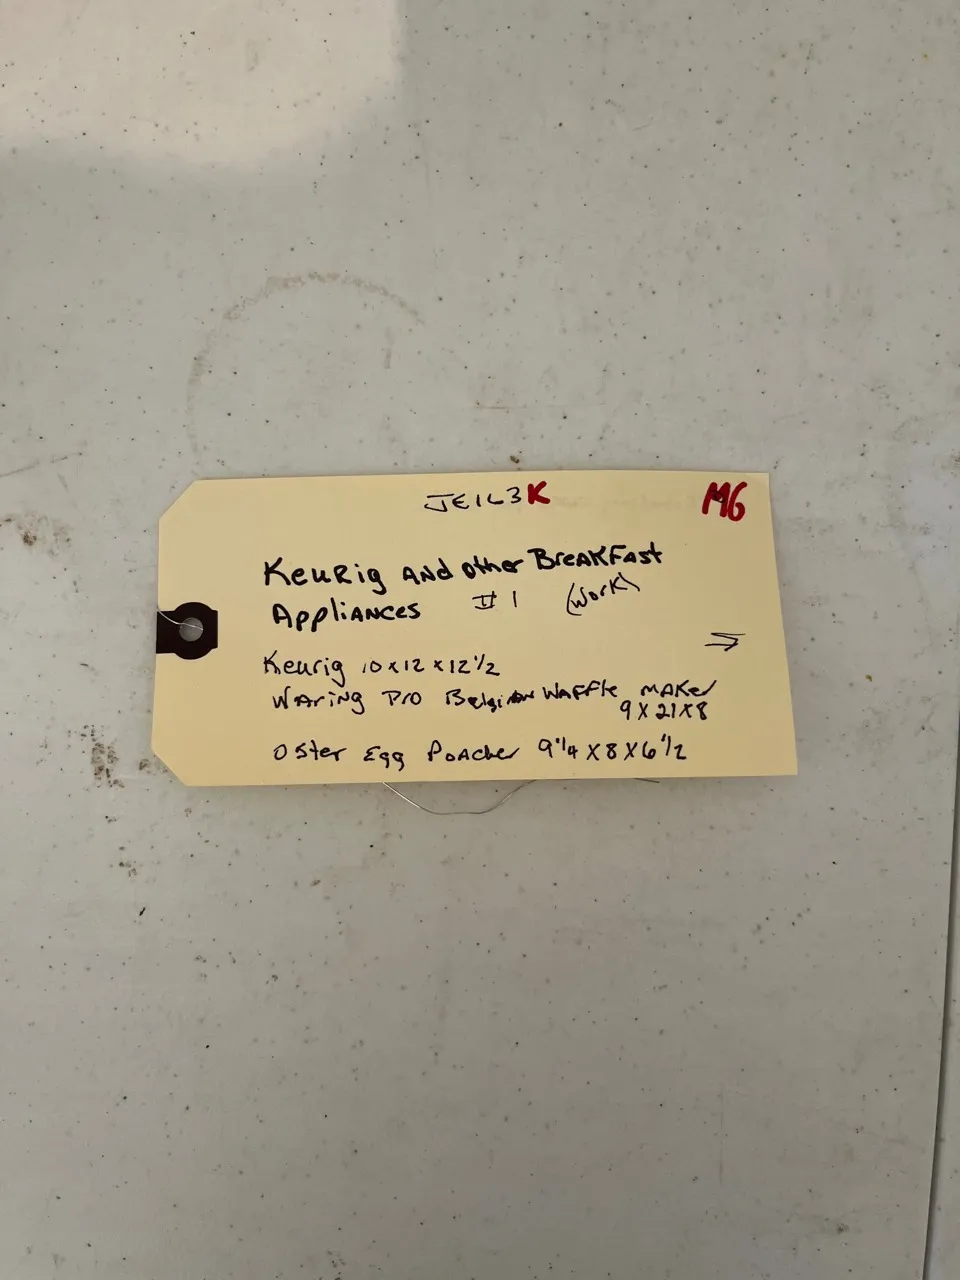 JE1L3K M6
Keurig and other Breakfast
Appliances #1 (work)
⇒
Keurig 10x12x12½
Waring Pro Belgian Waffle maker
9x21x8
Oster Egg Poacher 9¼x8x6½